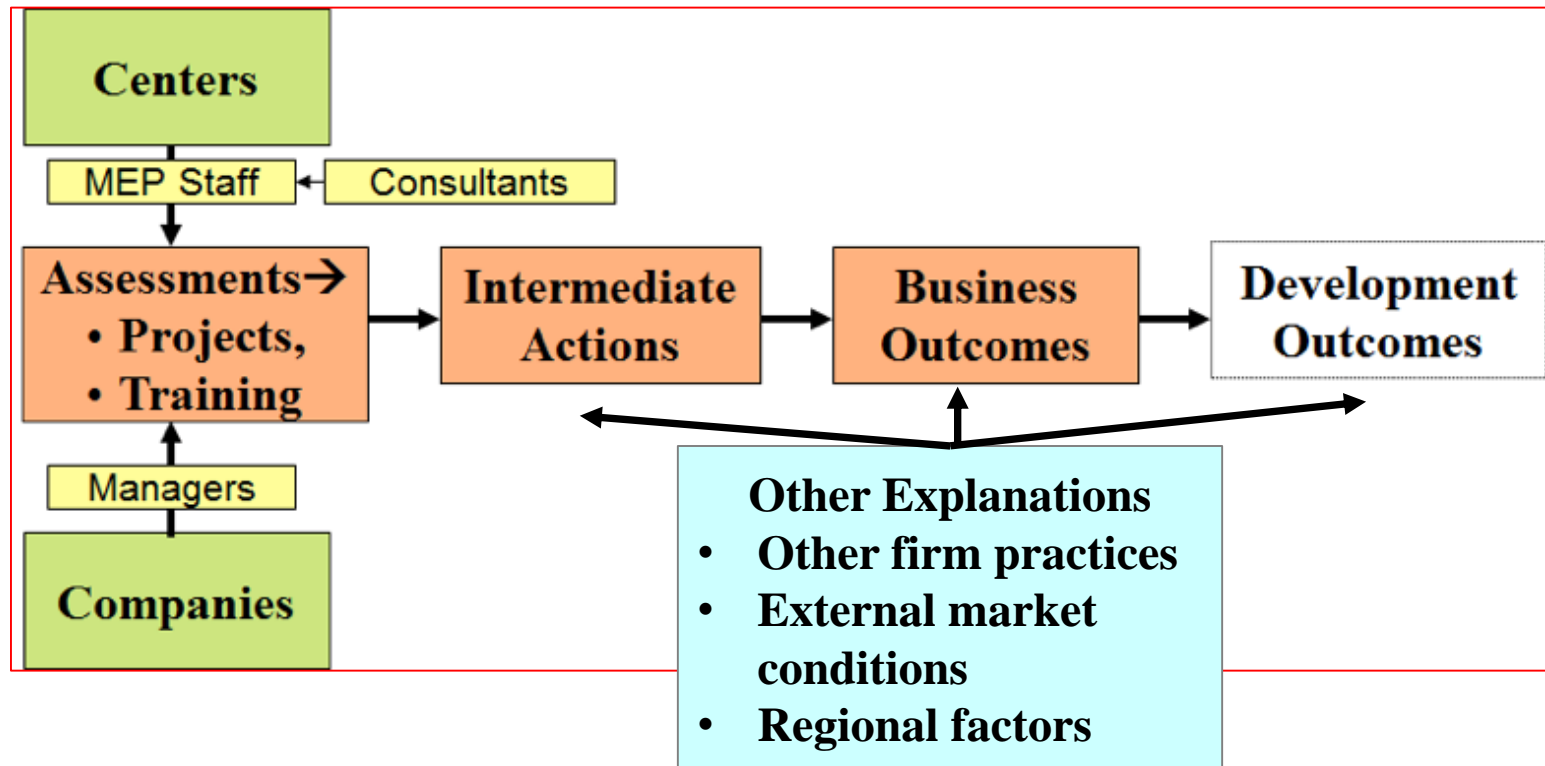 Centers
MEP Staff
Consultants
Assessments→
• Projects,
• Training
Intermediate
Actions
Business
Outcomes
Development
Outcomes
Managers
Companies
Other Explanations
• Other firm practices
• External market
conditions
• Regional factors